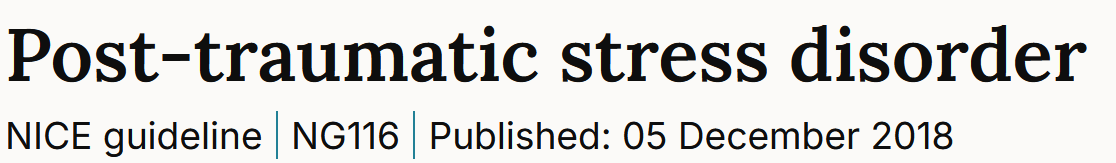 Post-traumatic stress disorder
NICE guideline | NG116 | Published: 05 December 2018